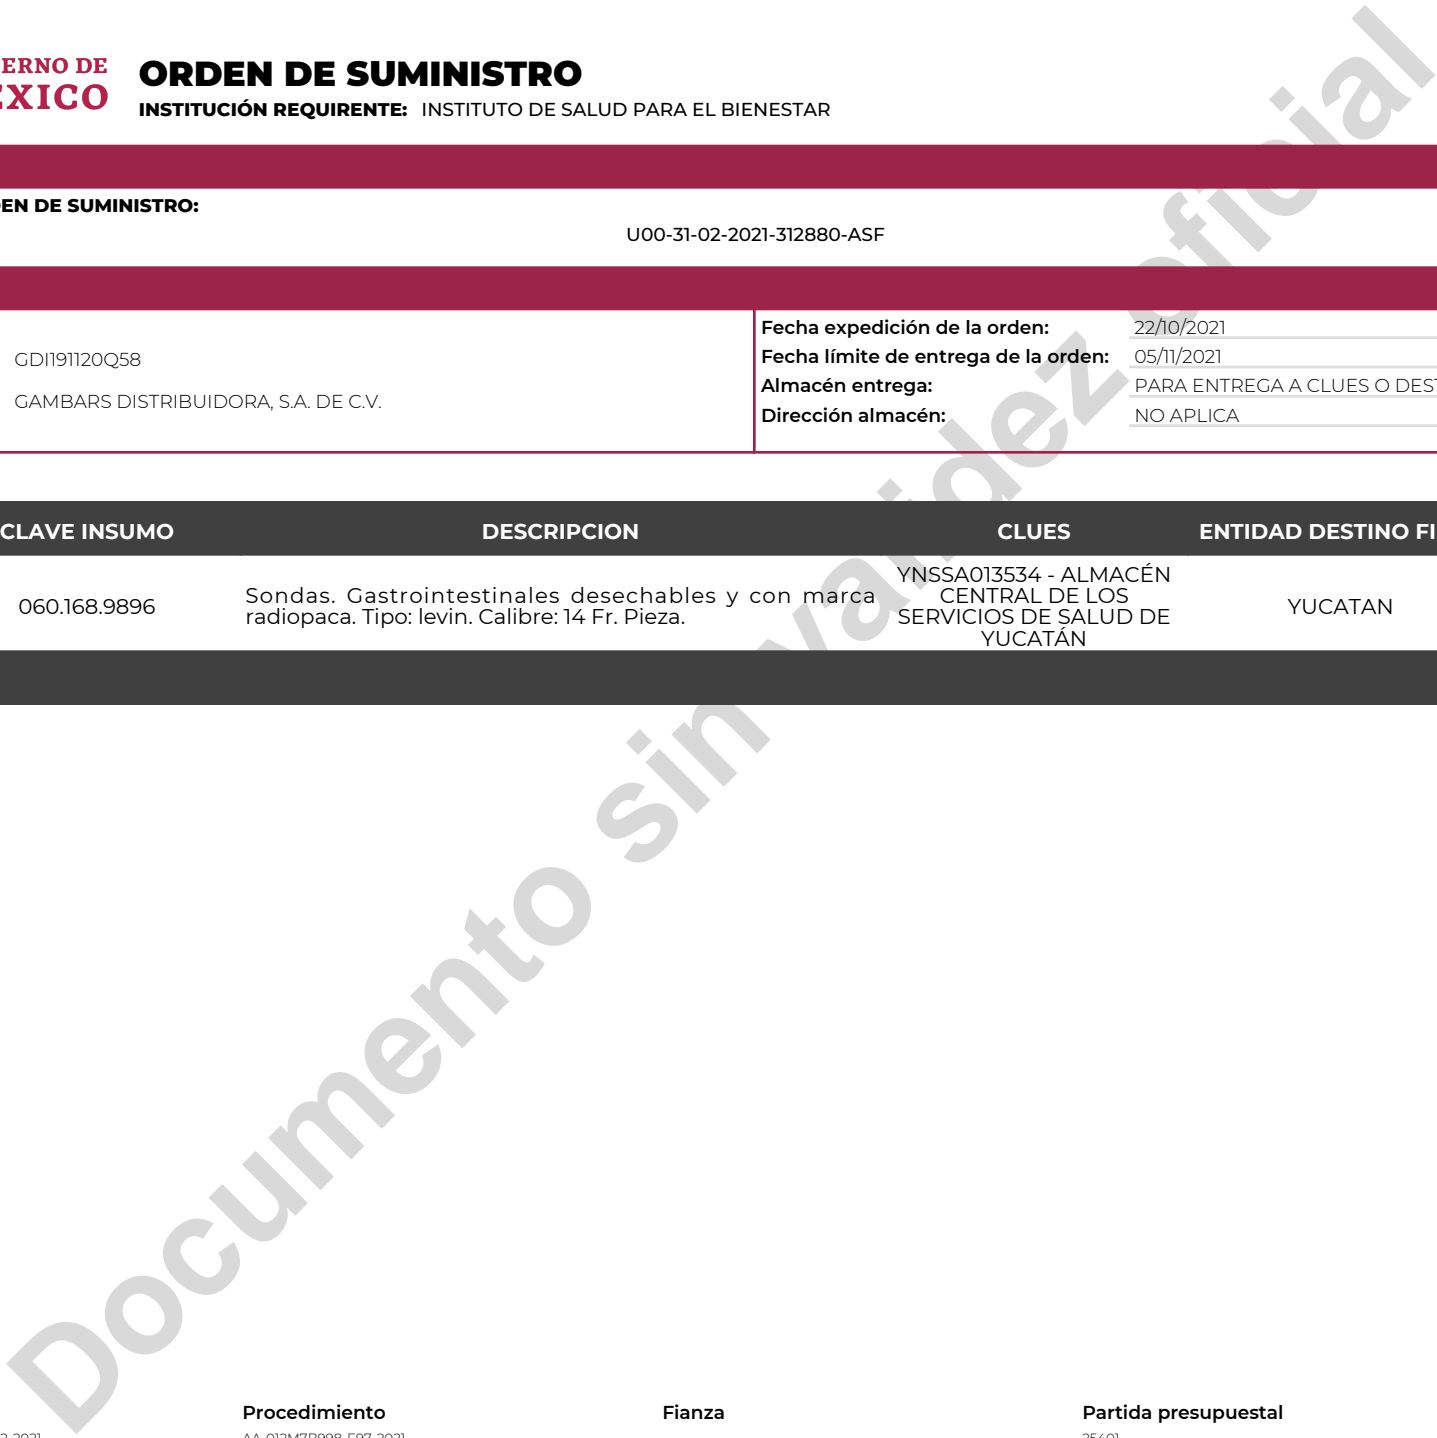 ERNO DE
EXICO
ORDEN DE SUMINISTRO
INSTITUCIÓN REQUIRENTE: INSTITUTO DE SALUD PARA EL BIENESTAR
EN DE SUMINISTRO:
U00-31-02-2021-312880-ASF
GDI191120Q58
GAMBARS DISTRIBUIDORA, S.A. DE C.V.
Fecha expedición de la orden: 22/10/2021
Fecha límite de entrega de la orden: 05/11/2021
Almacén entrega: PARA ENTREGA A CLUES O DEST
Dirección almacén: NO APLICA
CLAVE INSUMO DESCRIPCION CLUES ENTIDAD DESTINO FI
060.168.9896
Sondas. Gastrointestinales desechables y con marca
radiopaca. Tipo: levin. Calibre: 14 Fr. Pieza.
YNSSA013534 - ALMACÉN
CENTRAL DE LOS
SERVICIOS DE SALUD DE
YUCATÁN
YUCATAN
Documento sin validez oficial
Procedimiento Fianza Partida presupuestal